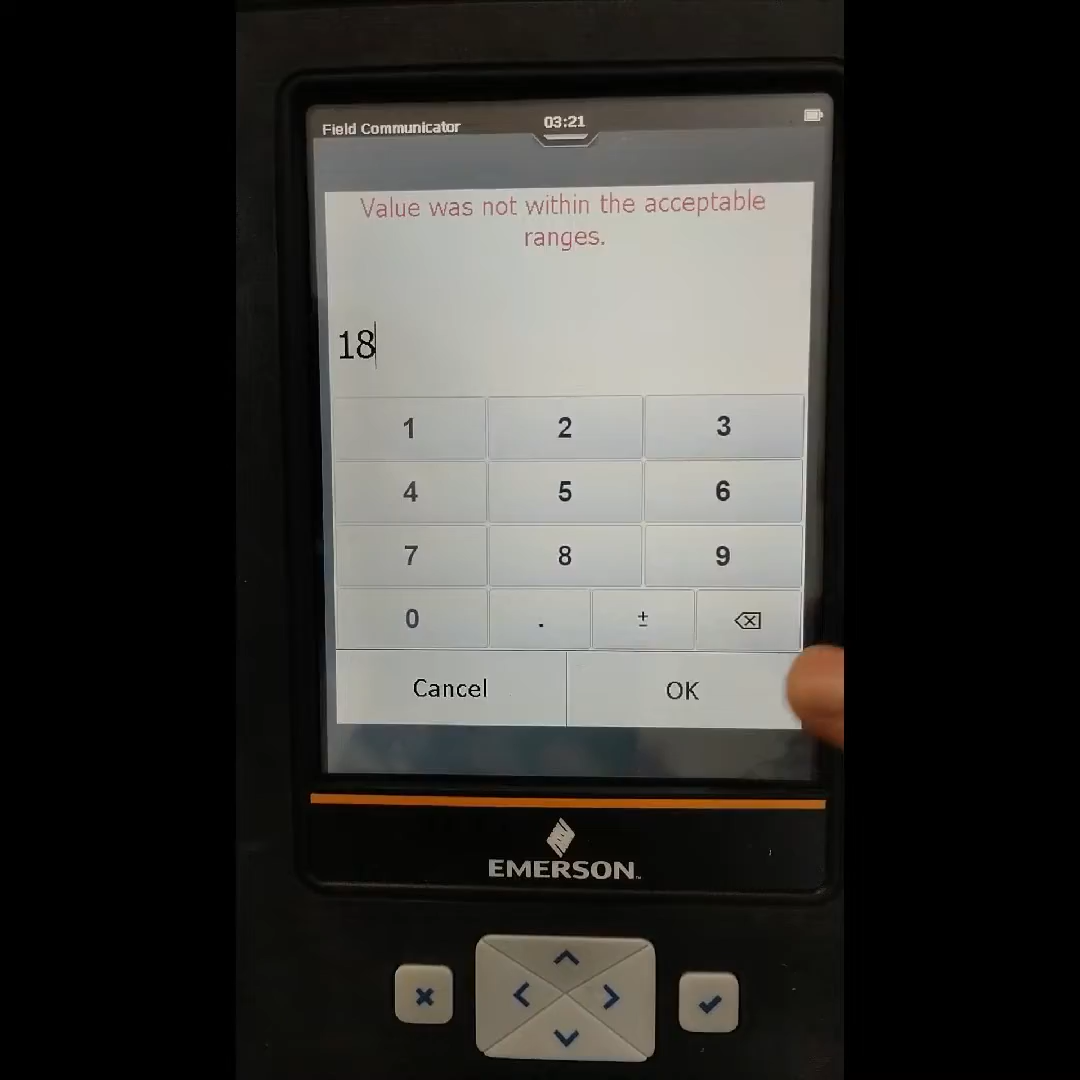 Field Communicator
03:21
Value was not within the acceptable
ranges.
18
1 2 3
4 5 6
7 8 9
0 . ±
Cancel OK
EMERSON™